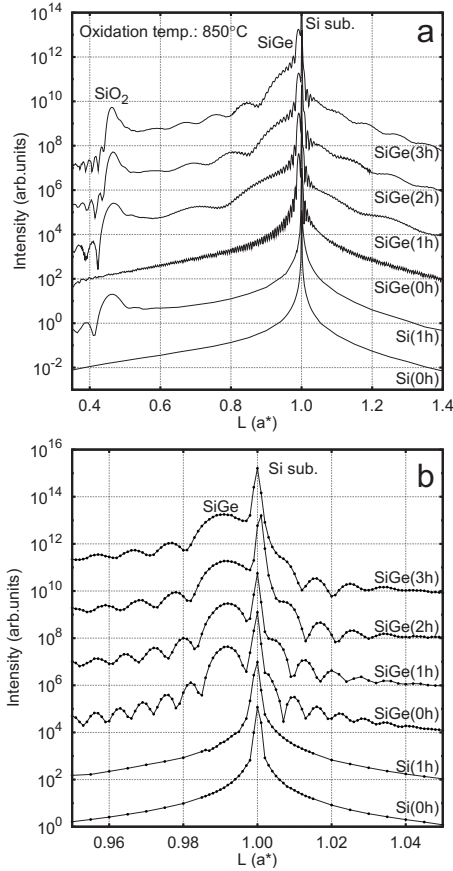 10^14
10^10
10^8
10^6
10^4
10^2
10^0
10^-2
Intensity (arb.units)
Oxidation temp.: 850°C
SiGe
Si sub.
a
SiO₂
SiGe(3h)
SiGe(2h)
SiGe(1h)
SiGe(0h)
Si(1h)
Si(0h)
0.4 0.6 0.8 1.0 1.2 1.4
L (a*)
10^16
10^14
10^12
10^10
10^8
10^6
10^4
10^2
10^0
Intensity (arb.units)
Si sub.
b
SiGe
SiGe(3h)
SiGe(2h)
SiGe(1h)
SiGe(0h)
Si(1h)
Si(0h)
0.96 0.98 1.00 1.02 1.04
L (a*)